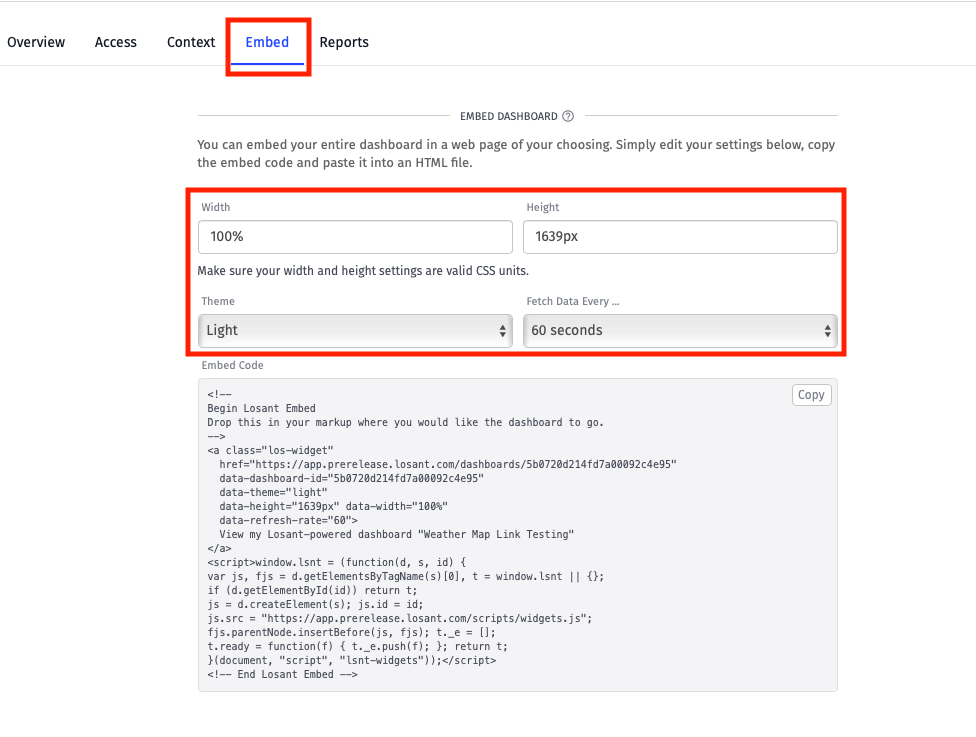 Overview Access Context Embed Reports
EMBED DASHBOARD ?
You can embed your entire dashboard in a web page of your choosing. Simply edit your settings below, copy
the embed code and paste it into an HTML file.
Width Height
100% 1639px
Make sure your width and height settings are valid CSS units.
Theme Fetch Data Every ...
Light 60 seconds
Embed Code
Copy
<!--
Begin Losant Embed
Drop this in your markup where you would like the dashboard to go.
-->
<a class="los-widget"
  href="https://app.prerelease.losant.com/dashboards/5b0720d214fd7a00092c4e95"
  data-dashboard-id="5b0720d214fd7a00092c4e95"
  data-theme="light"
  data-height="1639px" data-width="100%"
  data-refresh-rate="60">
  View my Losant-powered dashboard "Weather Map Link Testing"
</a>
<script>window.lsnt = (function(d, s, id) {
var js, fjs = d.getElementsByTagName(s)[0], t = window.lsnt || {};
if (d.getElementById(id)) return t;
js = d.createElement(s); js.id = id;
js.src = "https://app.prerelease.losant.com/scripts/widgets.js";
fjs.parentNode.insertBefore(js, fjs); t._e = [];
t.ready = function(f) { t._e.push(f); }; return t;
}(document, "script", "lsnt-widgets"));</script>
<!-- End Losant Embed -->